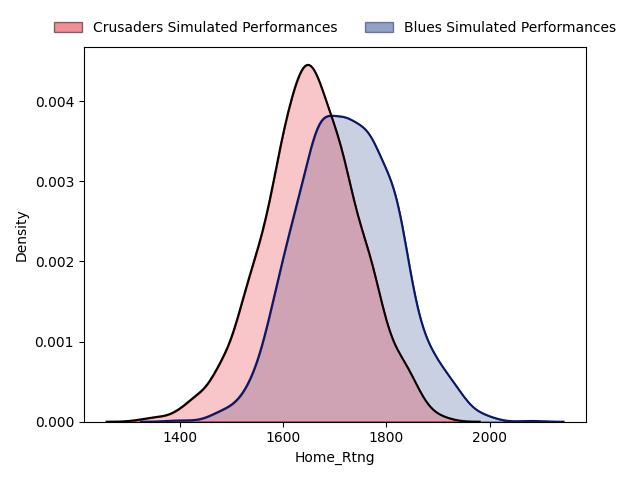 Crusaders Simulated Performances
Blues Simulated Performances
0.004
0.003
0.002
0.001
0.000
Density
1400
1600
1800
2000
Home_Rtng